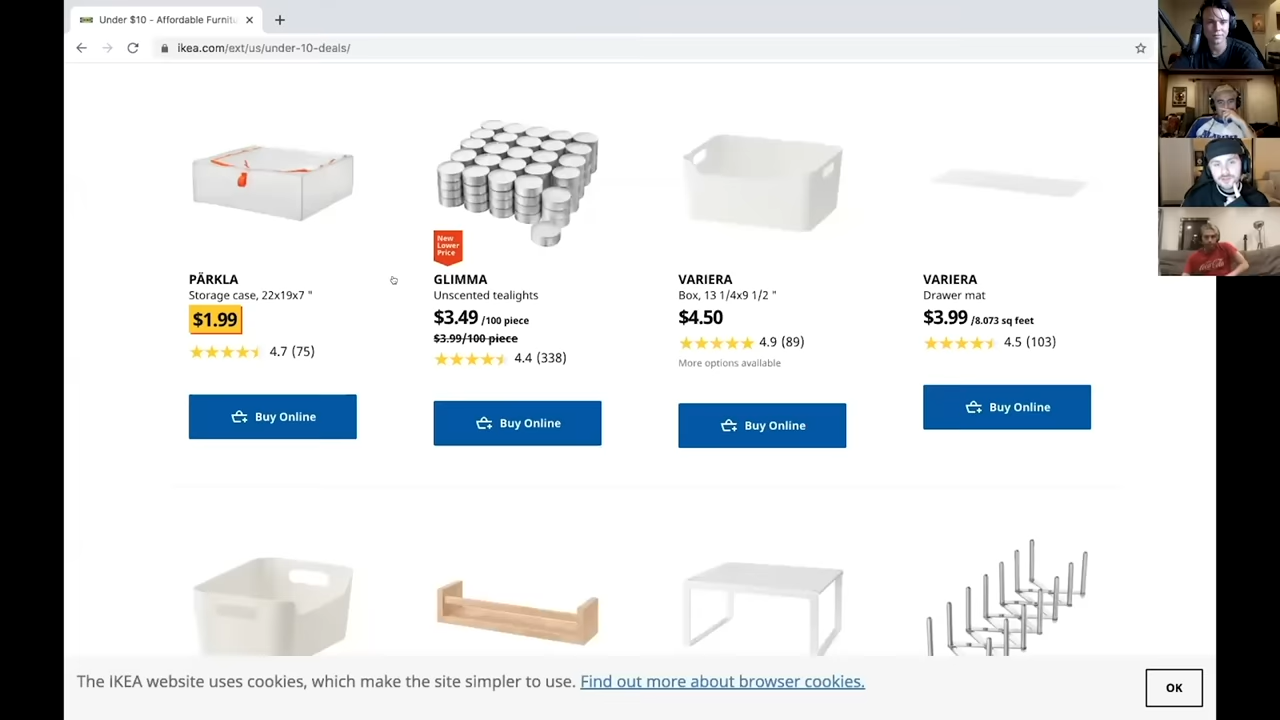 Under $10 - Affordable Furnitu
ikea.com/ext/us/under-10-deals/
New
Lower
Price
PÄRKLA
Storage case, 22x19x7 "
$1.99
4.7 (75)
Buy Online
GLIMMA
Unscented tealights
$3.49 /100 piece
$3.99/100 piece
4.4 (338)
Buy Online
VARIERA
Box, 13 1/4x9 1/2 "
$4.50
4.9 (89)
More options available
Buy Online
VARIERA
Drawer mat
$3.99 /8.073 sq feet
4.5 (103)
Buy Online
The IKEA website uses cookies, which make the site simpler to use. Find out more about browser cookies.
OK